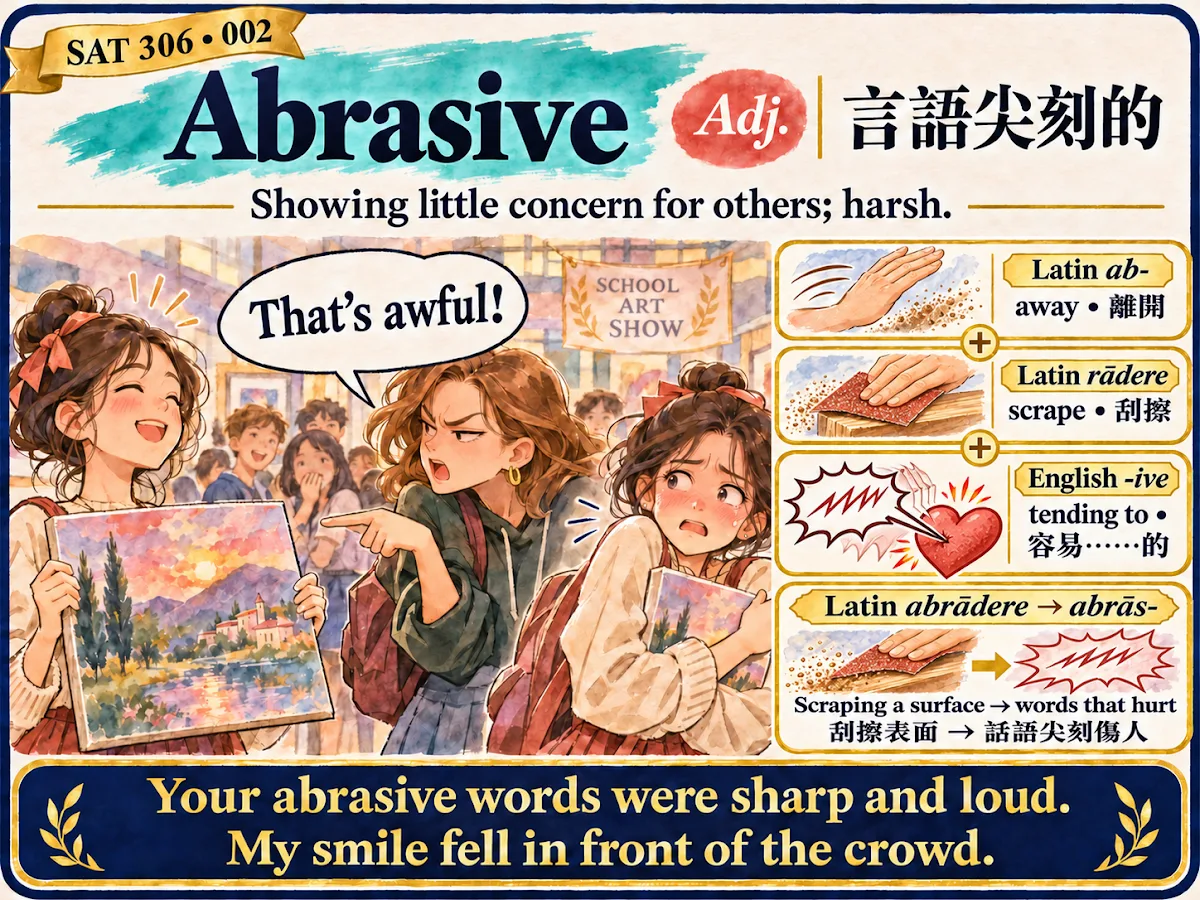 SAT 306 • 002
Abrasive
Adj.
言語尖刻的
Showing little concern for others; harsh.
That's awful!
SCHOOL
ART
SHOW
Latin ab-
away • 離開
+
Latin rādere
scrape • 刮擦
+
English -ive
tending to •
容易……的
Latin abrādere → abrās-
Scraping a surface → words that hurt
刮擦表面 → 話語尖刻傷人
Your abrasive words were sharp and loud.
My smile fell in front of the crowd.